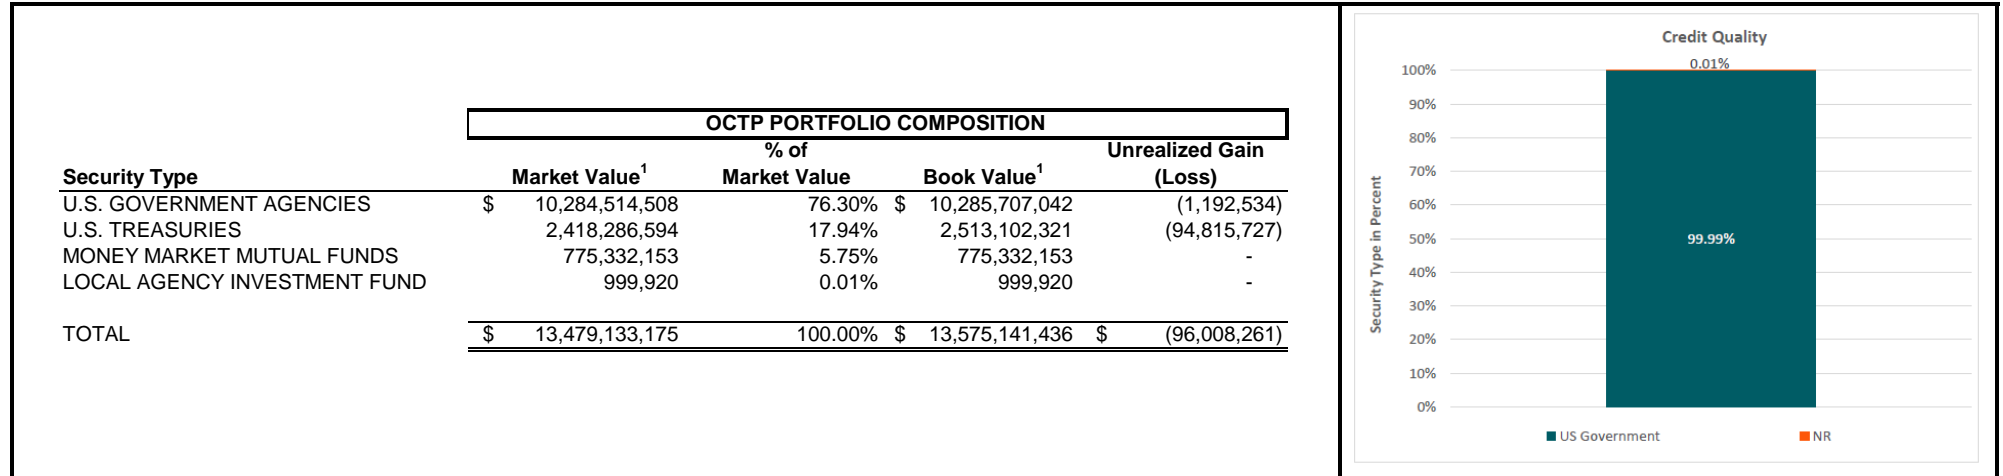 OCTP PORTFOLIO COMPOSITION
% of Unrealized Gain
Security Type Market Value1 Market Value Book Value1 (Loss)
U.S. GOVERNMENT AGENCIES $ 10,284,514,508 76.30% $ 10,285,707,042 (1,192,534)
U.S. TREASURIES 2,418,286,594 17.94% 2,513,102,321 (94,815,727)
MONEY MARKET MUTUAL FUNDS 775,332,153 5.75% 775,332,153 -
LOCAL AGENCY INVESTMENT FUND 999,920 0.01% 999,920 -
TOTAL $ 13,479,133,175 100.00% $ 13,575,141,436 $ (96,008,261)
Credit Quality
0.01%
100%
90%
80%
70%
60%
50%
40%
30%
20%
10%
0%
Security Type in Percent
99.99%
US Government NR